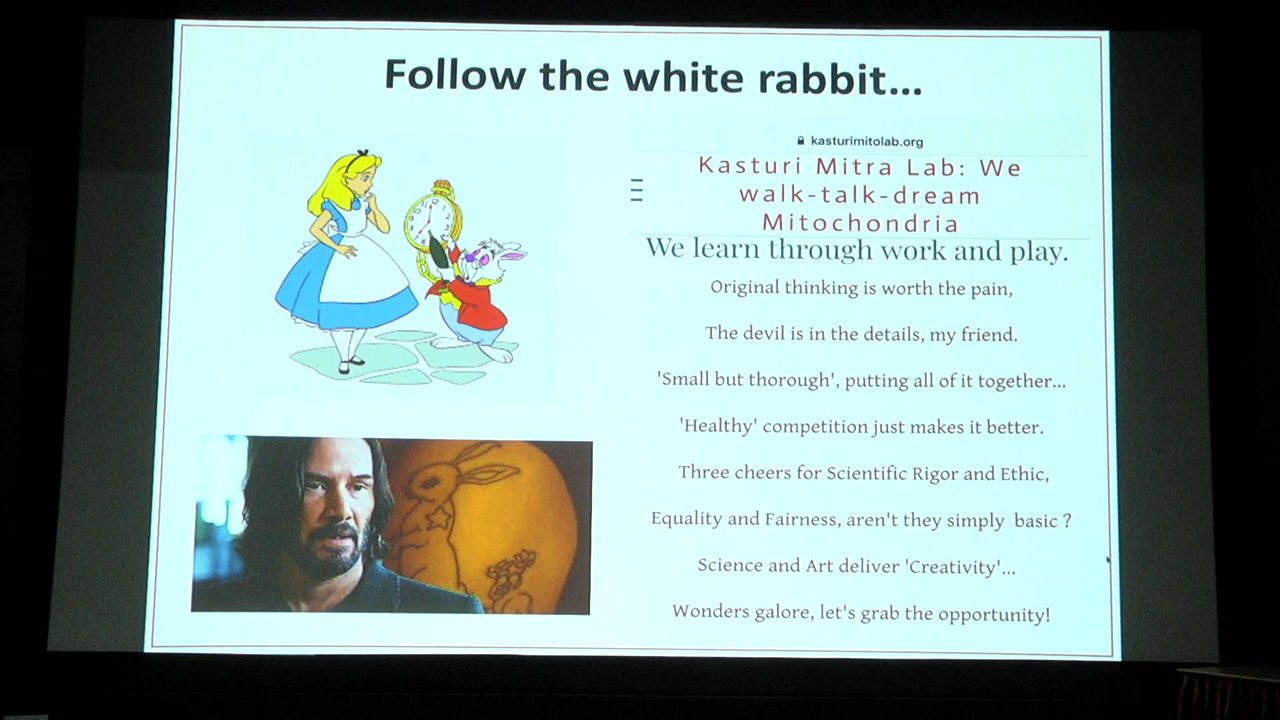 Follow the white rabbit...
kasturimitolab.org
Kasturi Mitra Lab: We
walk-talk-dream
Mitochondria
We learn through work and play.
Original thinking is worth the pain,
The devil is in the details, my friend.
'Small but thorough', putting all of it together...
'Healthy' competition just makes it better.
Three cheers for Scientific Rigor and Ethic,
Equality and Fairness, aren't they simply basic ?
Science and Art deliver 'Creativity'...
Wonders galore, let's grab the opportunity!